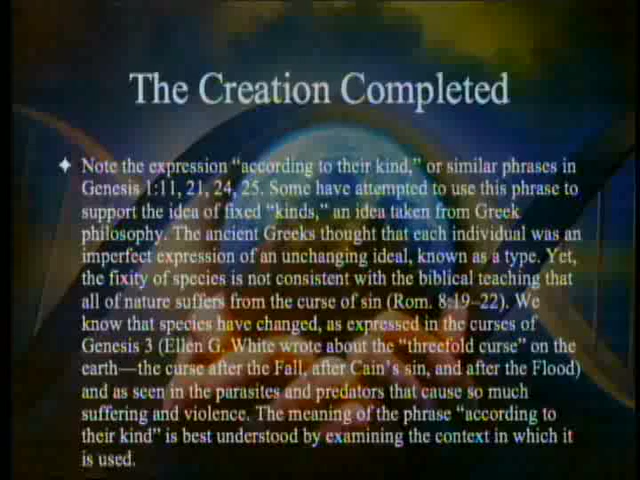 The Creation Completed
Note the expression “according to their kind,” or similar phrases in
Genesis 1:11, 21, 24, 25. Some have attempted to use this phrase to
support the idea of fixed “kinds,” an idea taken from Greek
philosophy. The ancient Greeks thought that each individual was an
imperfect expression of an unchanging ideal, known as a type. Yet,
the fixity of species is not consistent with the biblical teaching that
all of nature suffers from the curse of sin (Rom. 8:19–22). We
know that species have changed, as expressed in the curses of
Genesis 3 (Ellen G. White wrote about the “threefold curse” on the
earth—the curse after the Fall, after Cain’s sin, and after the Flood)
and as seen in the parasites and predators that cause so much
suffering and violence. The meaning of the phrase “according to
their kind” is best understood by examining the context in which it
is used.